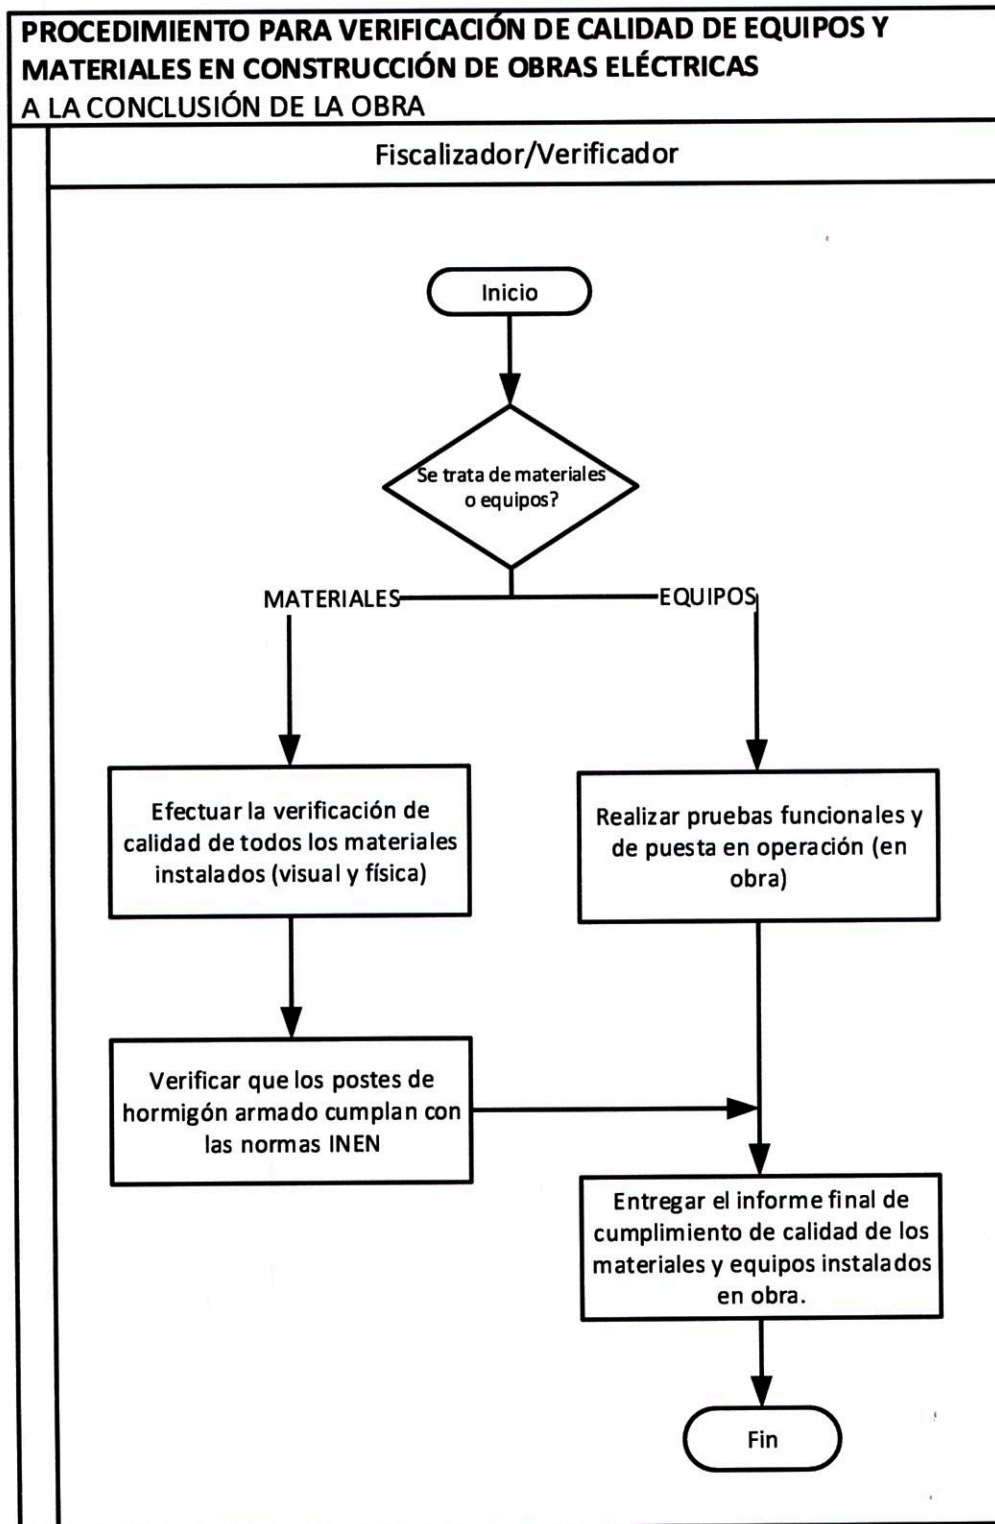 PROCEDIMIENTO PARA VERIFICACIÓN DE CALIDAD DE EQUIPOS Y
MATERIALES EN CONSTRUCCIÓN DE OBRAS ELÉCTRICAS
A LA CONCLUSIÓN DE LA OBRA
Fiscalizador/Verificador
Inicio
Se trata de materiales
o equipos?
MATERIALES
EQUIPOS
Efectuar la verificación de
calidad de todos los materiales
instalados (visual y física)
Realizar pruebas funcionales y
de puesta en operación (en
obra)
Verificar que los postes de
hormigón armado cumplan con
las normas INEN
Entregar el informe final de
cumplimiento de calidad de los
materiales y equipos instalados
en obra.
Fin